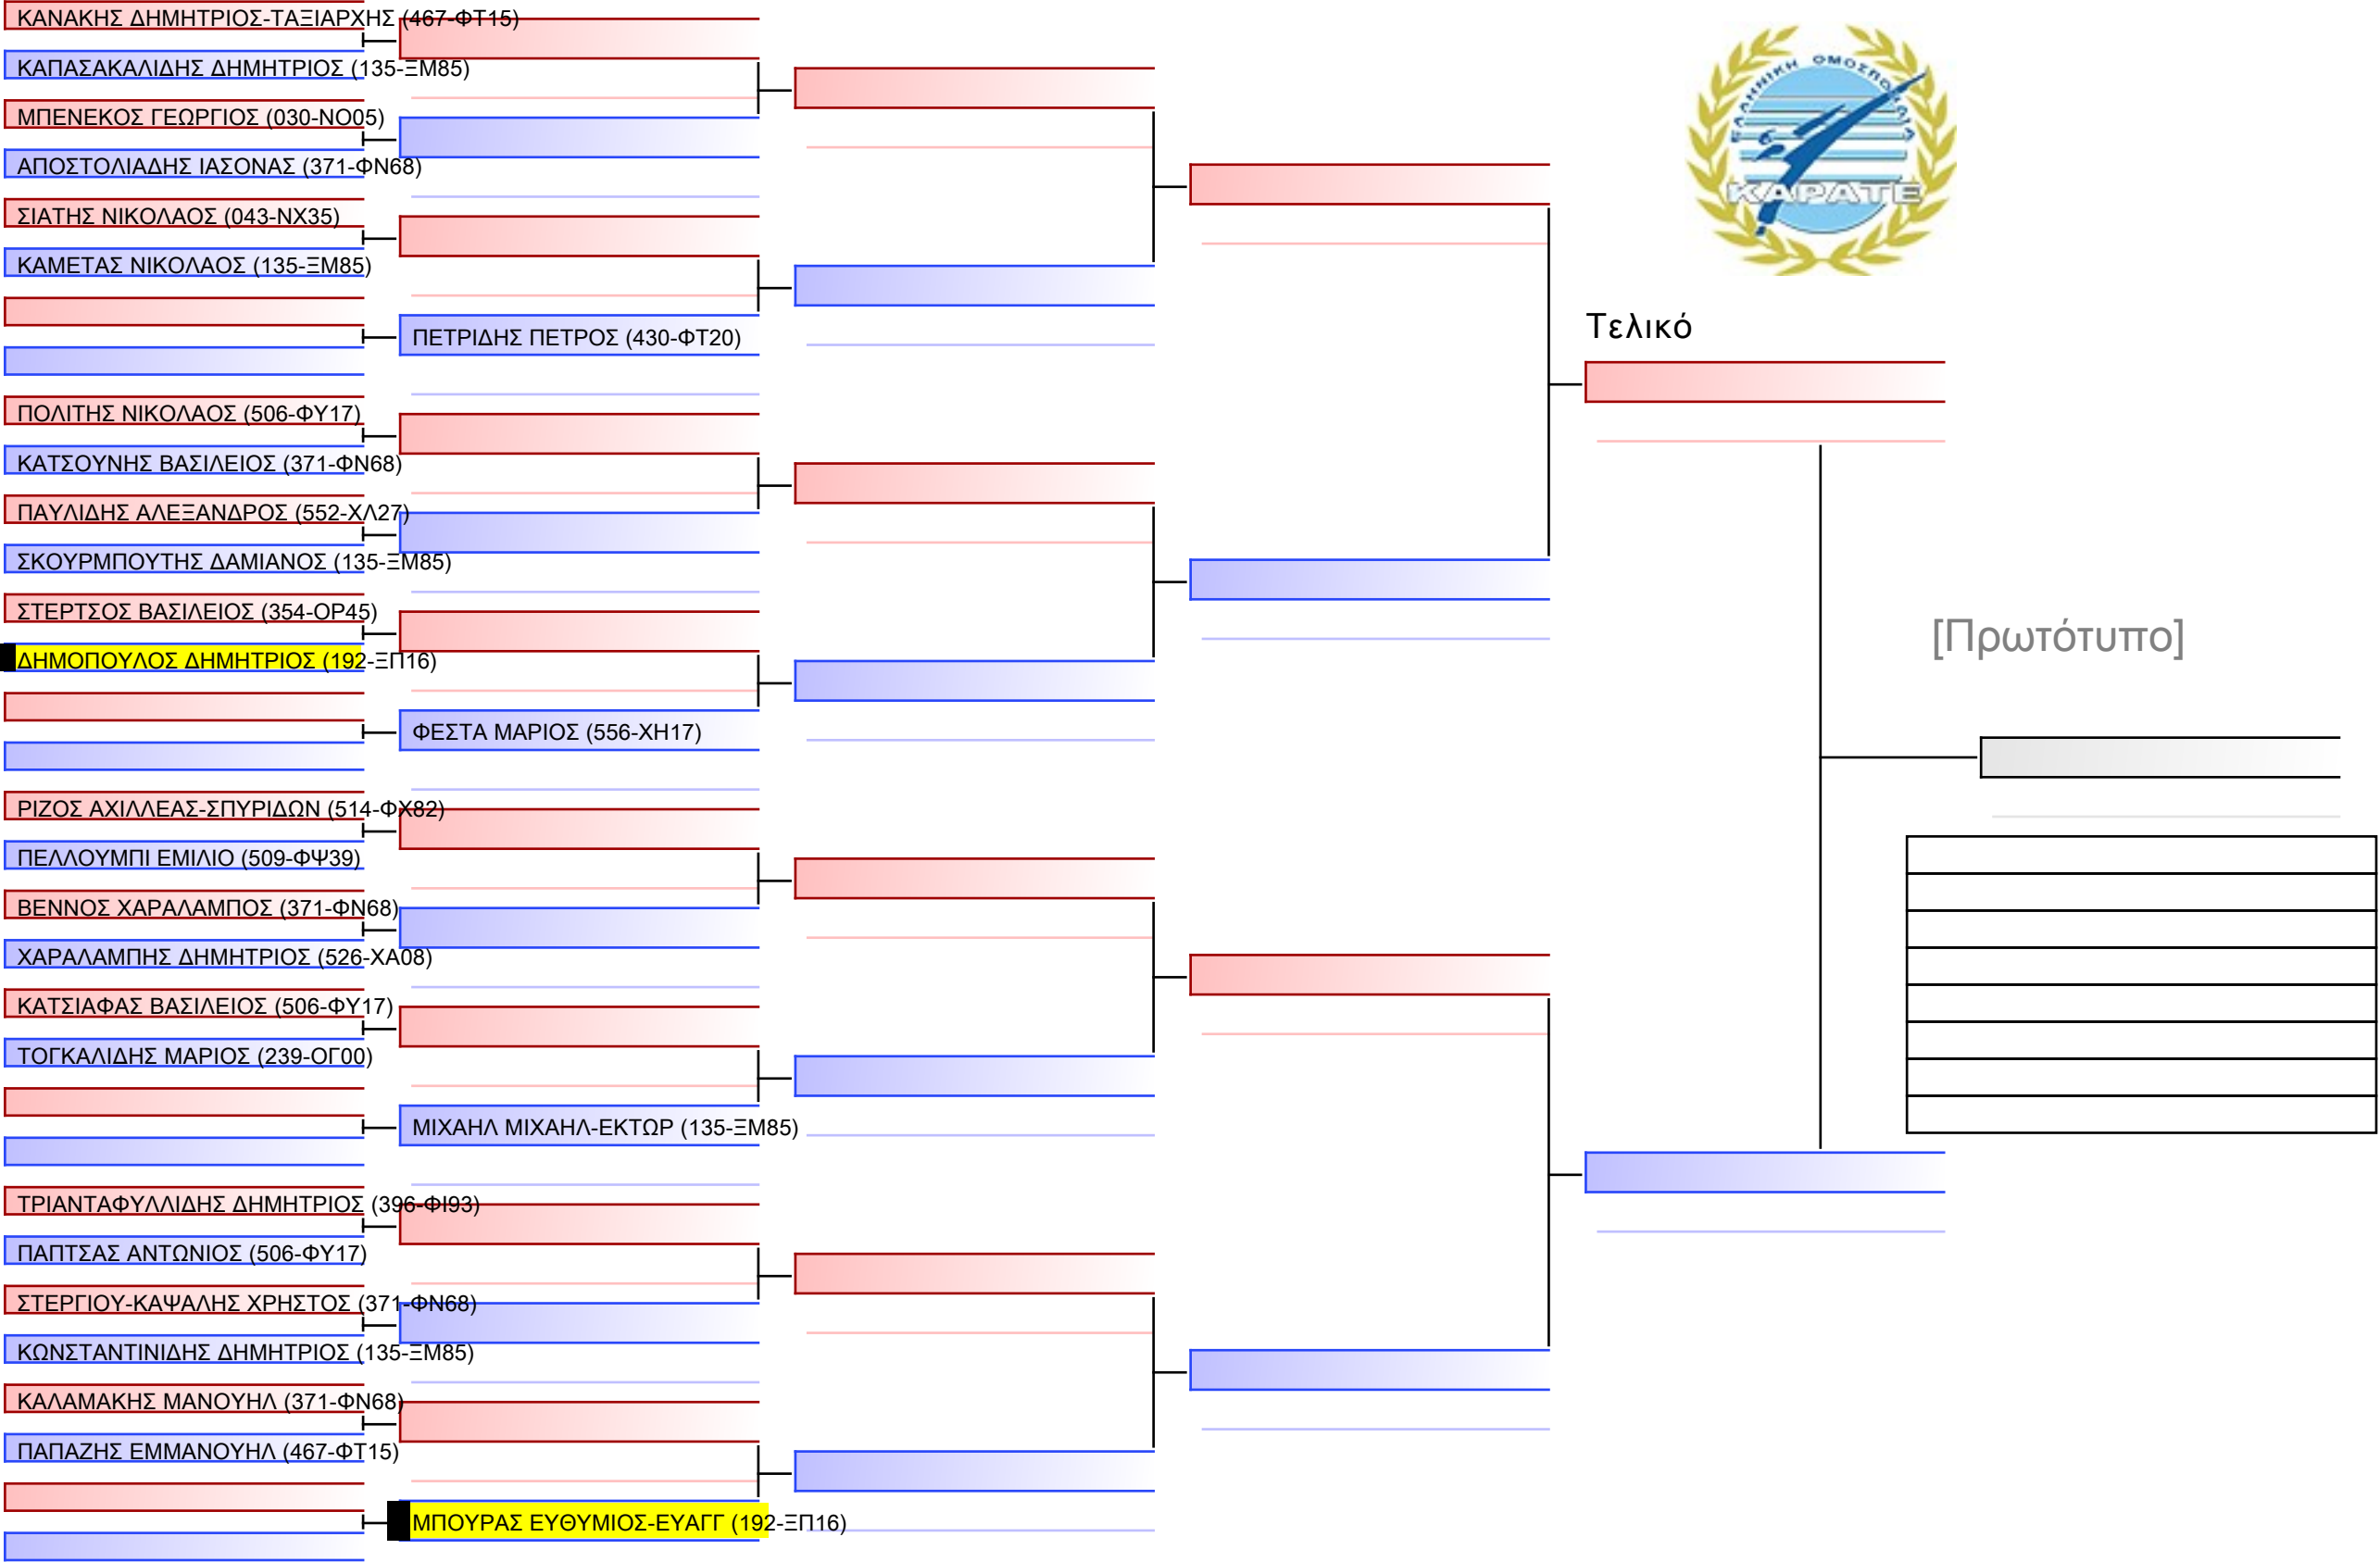 ΚΑΝΑΚΗΣ ΔΗΜΗΤΡΙΟΣ-ΤΑΞΙΑΡΧΗΣ (467-ΦΤ15)
ΚΑΠΑΣΑΚΑΛΙΔΗΣ ΔΗΜΗΤΡΙΟΣ (135-ΞΜ85)
ΜΠΕΝΕΚΟΣ ΓΕΩΡΓΙΟΣ (030-ΝΟ05)
ΑΠΟΣΤΟΛΙΑΔΗΣ ΙΑΣΟΝΑΣ (371-ΦΝ68)
ΣΙΑΤΗΣ ΝΙΚΟΛΑΟΣ (043-ΝΧ35)
ΚΑΜΕΤΑΣ ΝΙΚΟΛΑΟΣ (135-ΞΜ85)
ΠΕΤΡΙΔΗΣ ΠΕΤΡΟΣ (430-ΦΤ20)
ΠΟΛΙΤΗΣ ΝΙΚΟΛΑΟΣ (506-ΦΥ17)
ΚΑΤΣΟΥΝΗΣ ΒΑΣΙΛΕΙΟΣ (371-ΦΝ68)
ΠΑΥΛΙΔΗΣ ΑΛΕΞΑΝΔΡΟΣ (552-ΧΛ27)
ΣΚΟΥΡΜΠΟΥΤΗΣ ΔΑΜΙΑΝΟΣ (135-ΞΜ85)
ΣΤΕΡΤΣΟΣ ΒΑΣΙΛΕΙΟΣ (354-ΟΡ45)
ΔΗΜΟΠΟΥΛΟΣ ΔΗΜΗΤΡΙΟΣ (192-ΞΠ16)
ΦΕΣΤΑ ΜΑΡΙΟΣ (556-ΧΗ17)
ΡΙΖΟΣ ΑΧΙΛΛΕΑΣ-ΣΠΥΡΙΔΩΝ (514-ΦΧ82)
ΠΕΛΛΟΥΜΠΙ ΕΜΙΛΙΟ (509-ΦΨ39)
ΒΕΝΝΟΣ ΧΑΡΑΛΑΜΠΟΣ (371-ΦΝ68)
ΧΑΡΑΛΑΜΠΗΣ ΔΗΜΗΤΡΙΟΣ (526-ΧΑ08)
ΚΑΤΣΙΑΦΑΣ ΒΑΣΙΛΕΙΟΣ (506-ΦΥ17)
ΤΟΓΚΑΛΙΔΗΣ ΜΑΡΙΟΣ (239-ΟΓ00)
ΜΙΧΑΗΛ ΜΙΧΑΗΛ-ΕΚΤΩΡ (135-ΞΜ85)
ΤΡΙΑΝΤΑΦΥΛΛΙΔΗΣ ΔΗΜΗΤΡΙΟΣ (396-ΦΙ93)
ΠΑΠΤΣΑΣ ΑΝΤΩΝΙΟΣ (506-ΦΥ17)
ΣΤΕΡΓΙΟΥ-ΚΑΨΑΛΗΣ ΧΡΗΣΤΟΣ (371-ΦΝ68)
ΚΩΝΣΤΑΝΤΙΝΙΔΗΣ ΔΗΜΗΤΡΙΟΣ (135-ΞΜ85)
ΚΑΛΑΜΑΚΗΣ ΜΑΝΟΥΗΛ (371-ΦΝ68)
ΠΑΠΑΖΗΣ ΕΜΜΑΝΟΥΗΛ (467-ΦΤ15)
ΜΠΟΥΡΑΣ ΕΥΘΥΜΙΟΣ-ΕΥΑΓΓ (192-ΞΠ16)
ΕΛΛΗΝΙΚΗ ΟΜΟΣΠΟΝΔΙΑ
ΚΑΡΑΤΕ
Τελικό
[Πρωτότυπο]